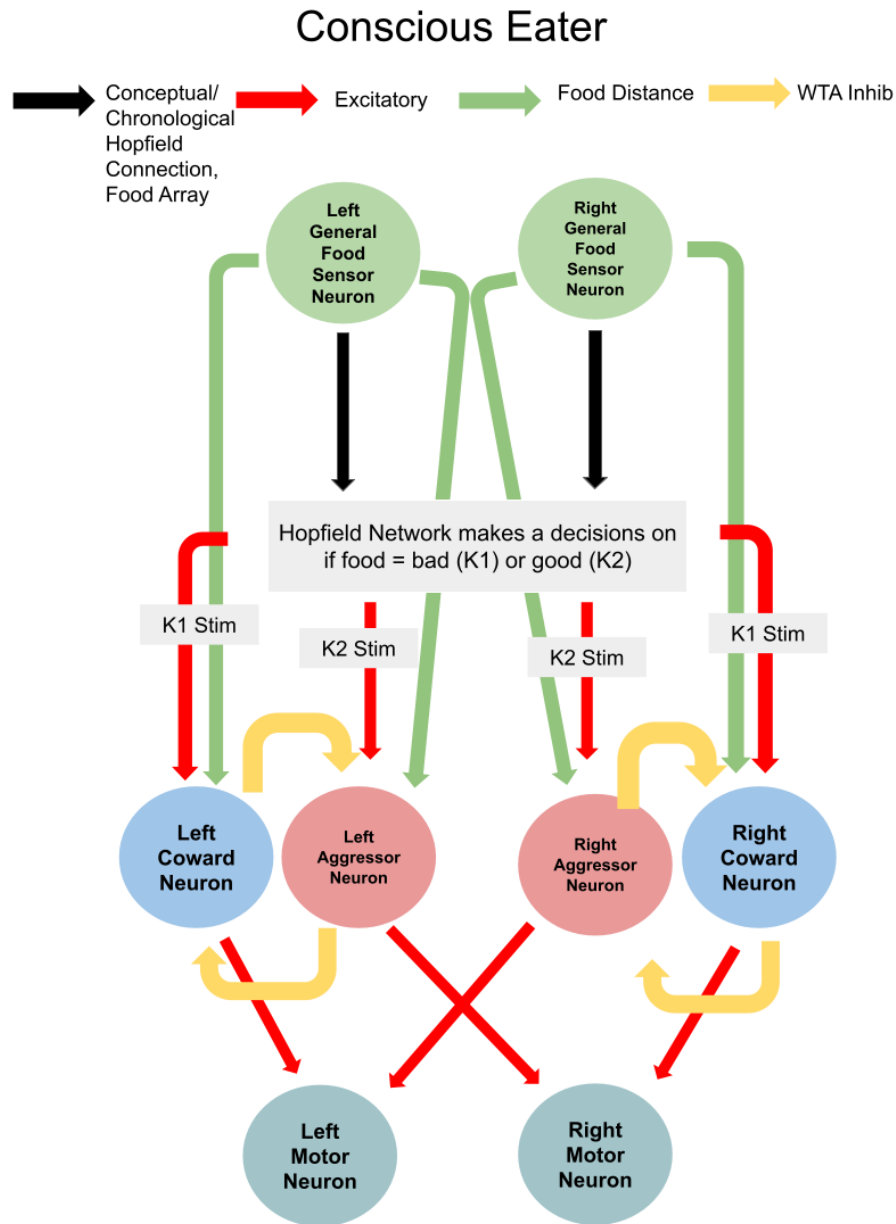 Conscious Eater
Conceptual/
Chronological
Hopfield
Connection,
Food Array
Excitatory
Food Distance
WTA Inhib
Left
General
Food
Sensor
Neuron
Right
General
Food
Sensor
Neuron
Hopfield Network makes a decisions on
if food = bad (K1) or good (K2)
K1 Stim
K2 Stim
K2 Stim
K1 Stim
Left
Coward
Neuron
Left
Aggressor
Neuron
Right
Aggressor
Neuron
Right
Coward
Neuron
Left
Motor
Neuron
Right
Motor
Neuron